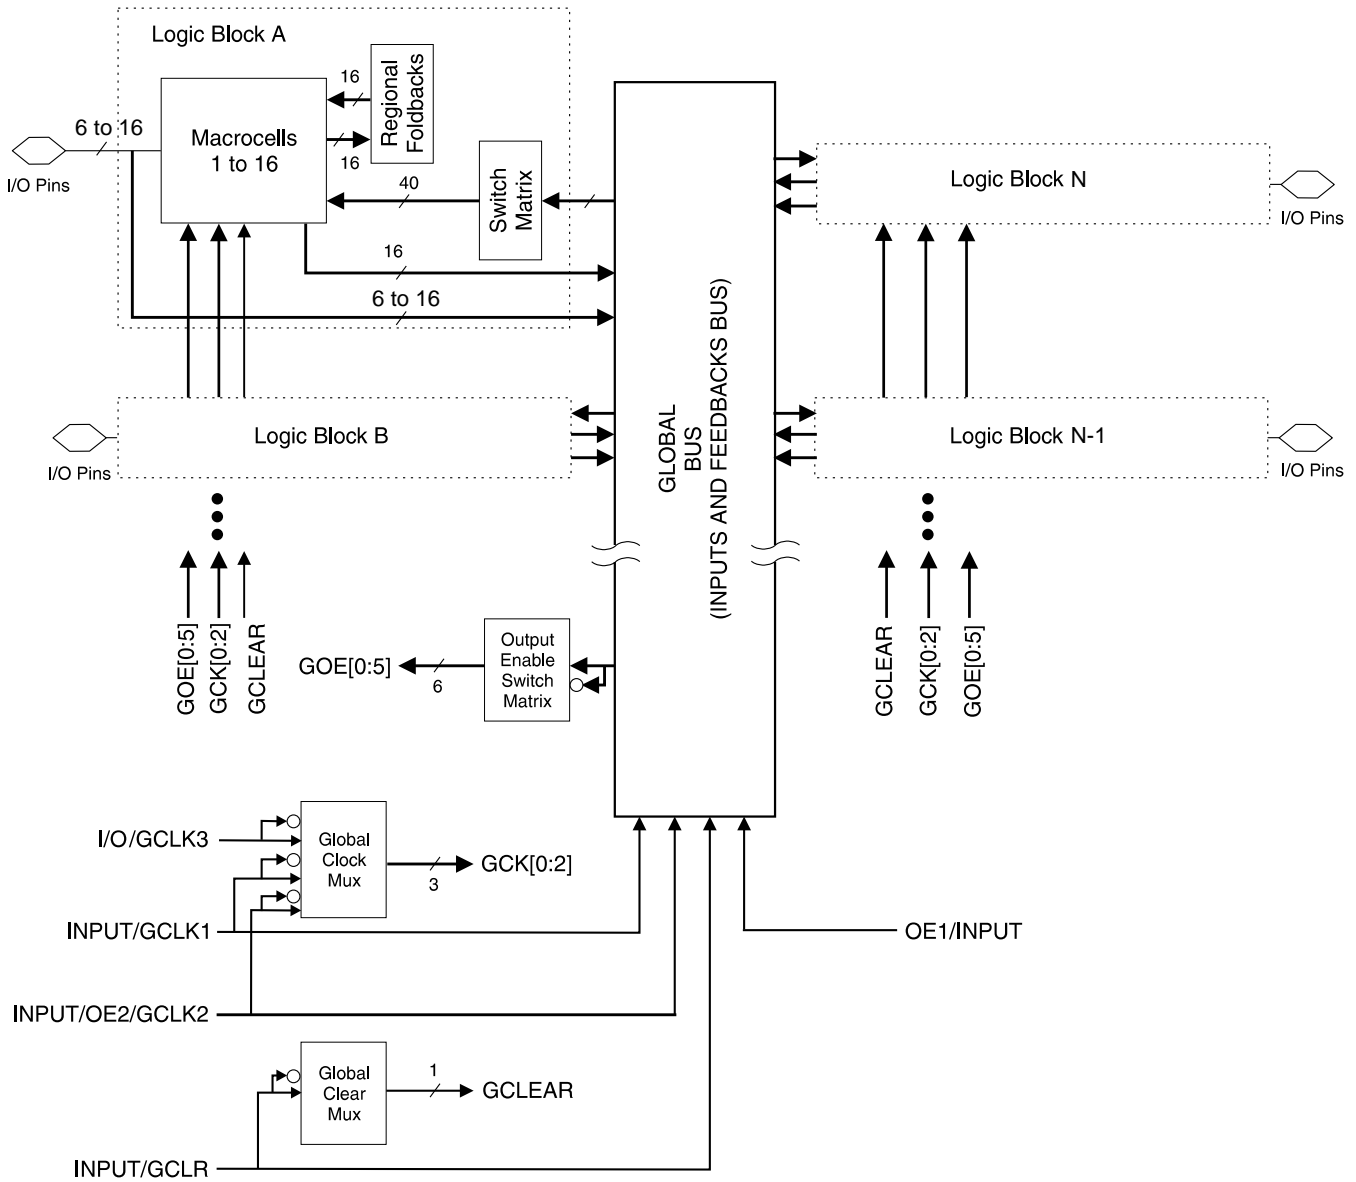 Logic Block A
16
Regional
Foldbacks
6 to 16
Macrocells
1 to 16
16
I/O Pins
40
Switch
Matrix
16
6 to 16
Logic Block N
I/O Pins
GLOBAL
BUS
(INPUTS AND FEEDBACKS BUS)
Logic Block B
I/O Pins
Logic Block N-1
I/O Pins
GOE[0:5]
GCK[0:2]
GCLEAR
GCLEAR
GCK[0:2]
GOE[0:5]
GOE[0:5]
6
Output
Enable
Switch
Matrix
I/O/GCLK3
Global
Clock
Mux
3
GCK[0:2]
INPUT/GCLK1
OE1/INPUT
INPUT/OE2/GCLK2
Global
Clear
Mux
1
GCLEAR
INPUT/GCLR